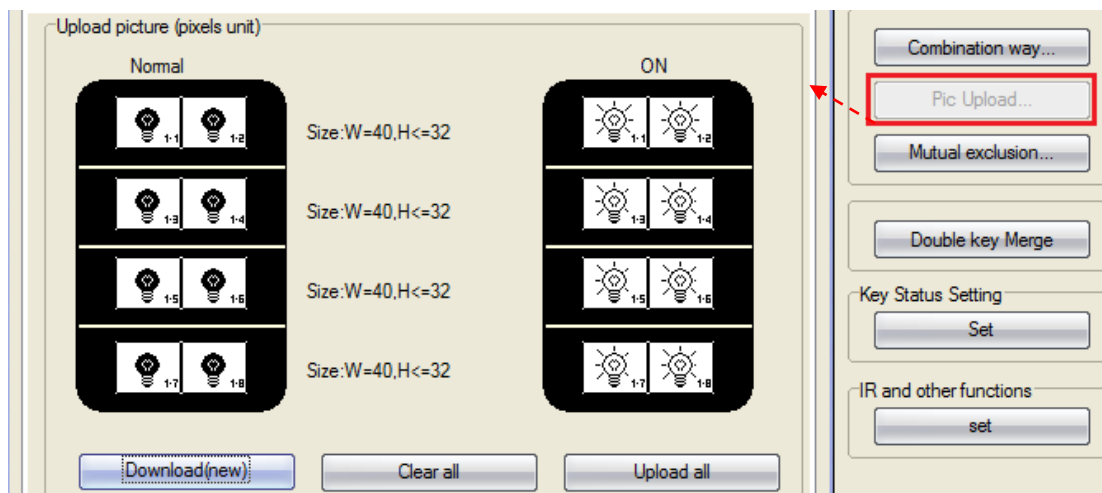 Upload picture (pixels unit)
Normal
ON
1-1 1-2
Size:W=40,H<=32
1-1 1-2
1-3 1-4
Size:W=40,H<=32
1-3 1-4
1-5 1-6
Size:W=40,H<=32
1-5 1-6
1-7 1-8
Size:W=40,H<=32
1-7 1-8
Download(new)
Clear all
Upload all
Combination way...
Pic Upload...
Mutual exclusion...
Double key Merge
Key Status Setting
Set
IR and other functions
set